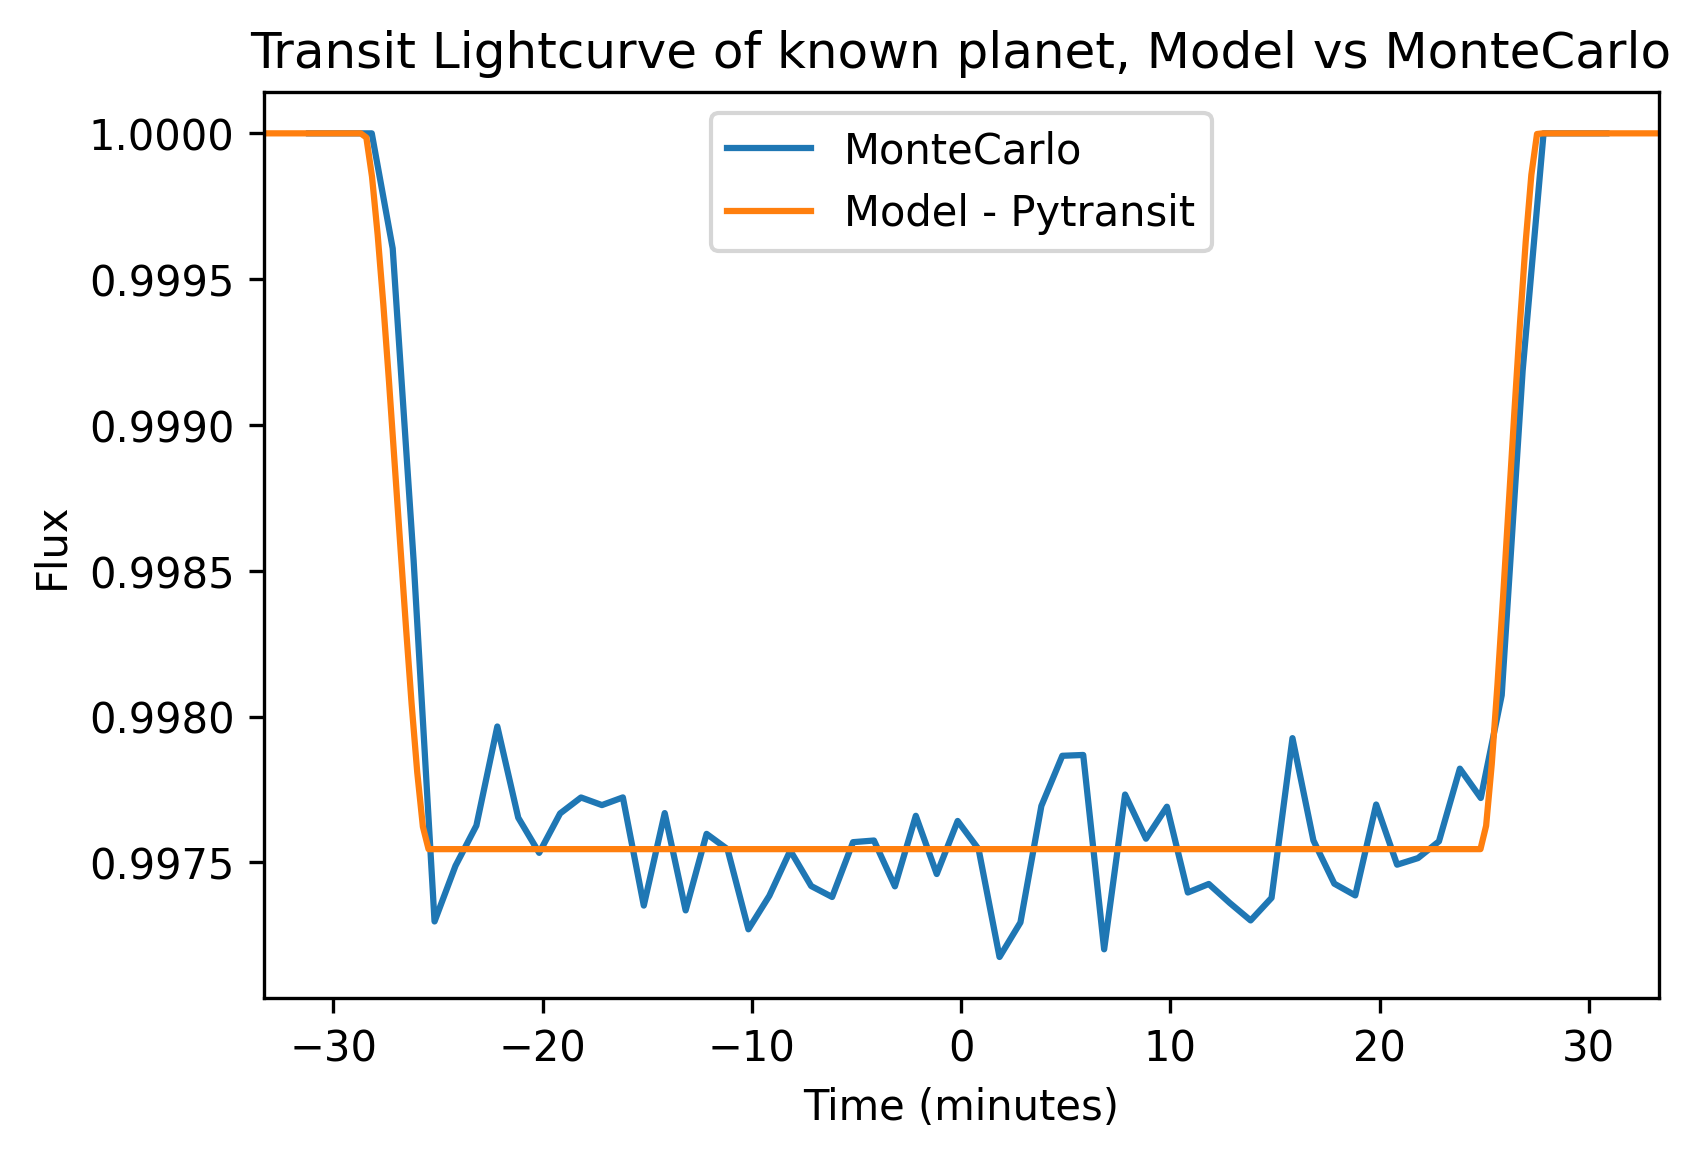 Transit Lightcurve of known planet, Model vs MonteCarlo
MonteCarlo
Model - Pytransit
1.0000
0.9995
0.9990
0.9985
0.9980
0.9975
Flux
−30
−20
−10
0
10
20
30
Time (minutes)